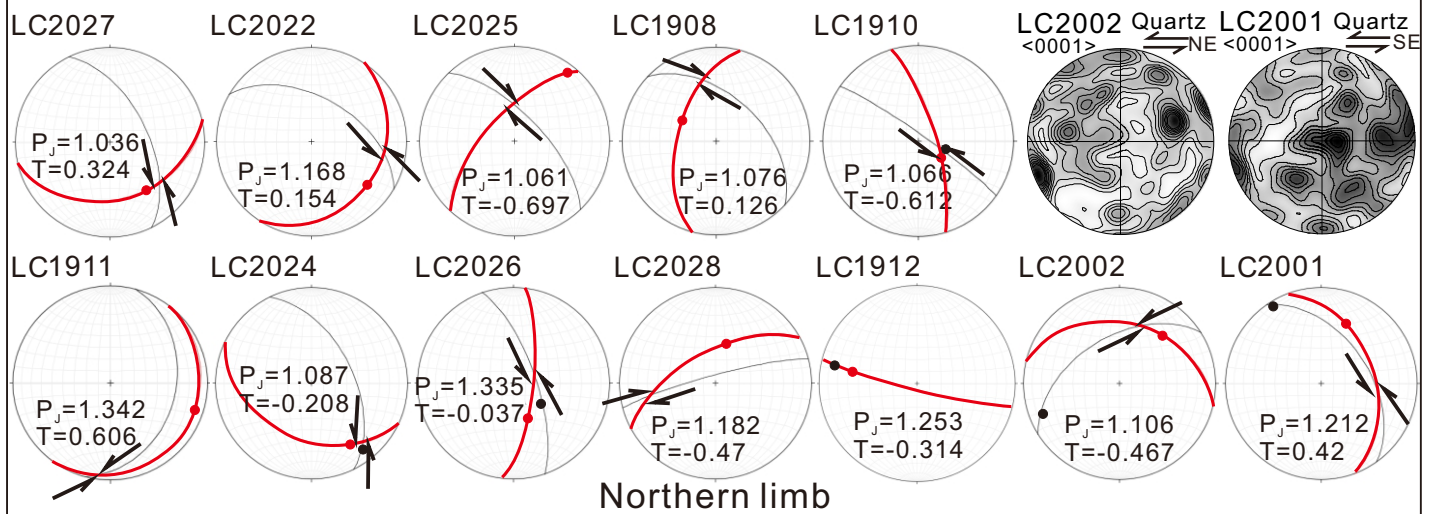 LC2027 LC2022 LC2025 LC1908 LC1910 LC2002 Quartz LC2001 Quartz
<0001> NE <0001> SE
PJ=1.036
T=0.324
PJ=1.168
T=0.154
PJ=1.061
T=-0.697
PJ=1.076
T=0.126
PJ=1.066
T=-0.612
LC1911 LC2024 LC2026 LC2028 LC1912 LC2002 LC2001
PJ=1.342
T=0.606
PJ=1.087
T=-0.208
PJ=1.335
T=-0.037
PJ=1.182
T=-0.47
PJ=1.253
T=-0.314
PJ=1.106
T=-0.467
PJ=1.212
T=0.42
Northern limb